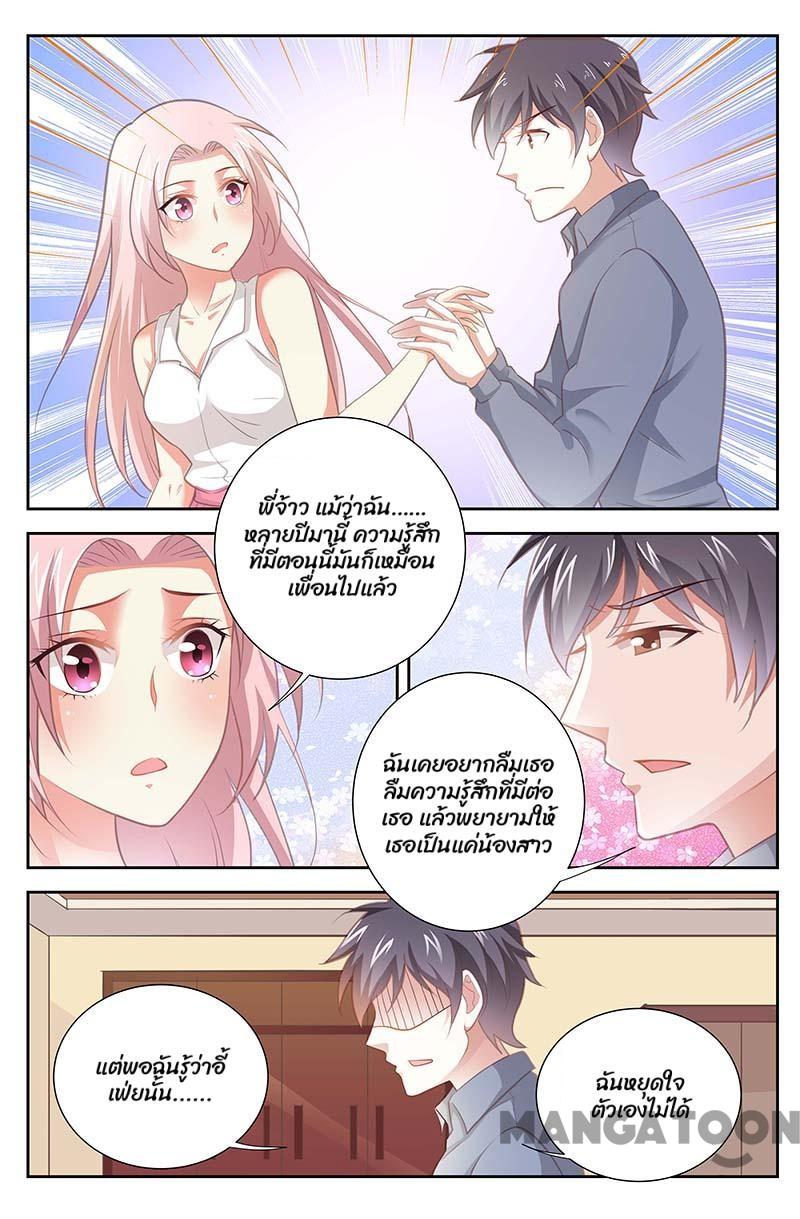 พี่จ้าว แม้ว่าฉัน......
หลายปีมานี้ ความรู้สึก
ที่มีตอนนี้มันก็เหมือน
เพื่อนไปแล้ว
ฉันเคยอยากลืมเธอ
ลืมความรู้สึกที่มีต่อ
เธอ แล้วพยายามให้
เธอเป็นแค่น้องสาว
แต่พอฉันรู้ว่าอี้
เฟยนั้น......
ฉันหยุดใจ
ตัวเองไม่ได้
MANGATOON